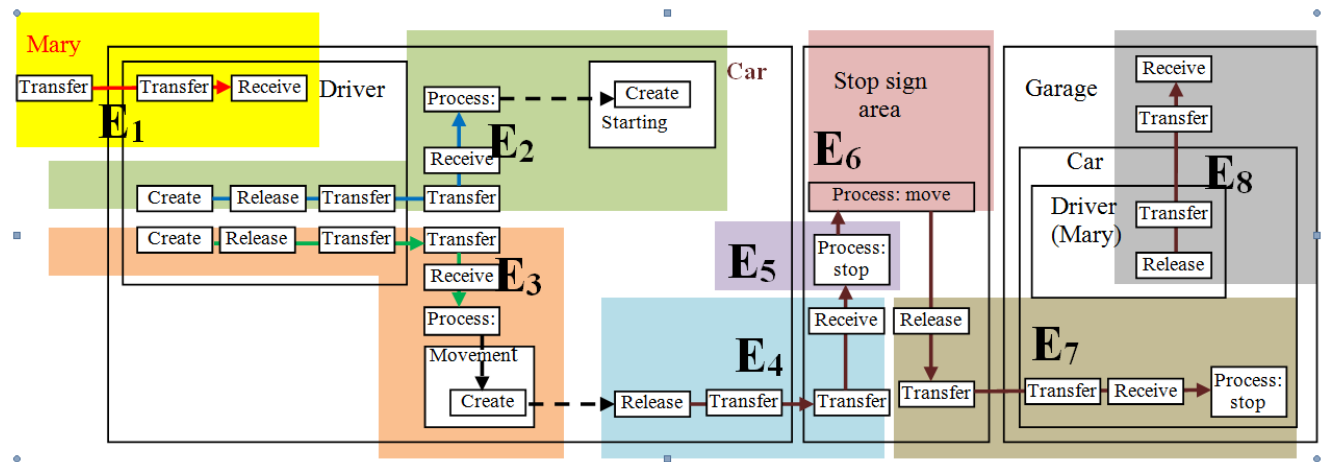 Mary
Transfer
Transfer
Receive
Driver
E1
Process:
Create
Starting
Car
Receive
E2
Create
Release
Transfer
Transfer
Create
Release
Transfer
Transfer
Receive
E3
Process:
Movement
Create
Release
Transfer
E4
Transfer
Receive
E5
Process:
stop
Stop sign
area
E6
Process: move
Release
Transfer
Garage
Receive
Transfer
E8
Car
Driver
(Mary)
Transfer
Release
E7
Transfer
Receive
Process:
stop